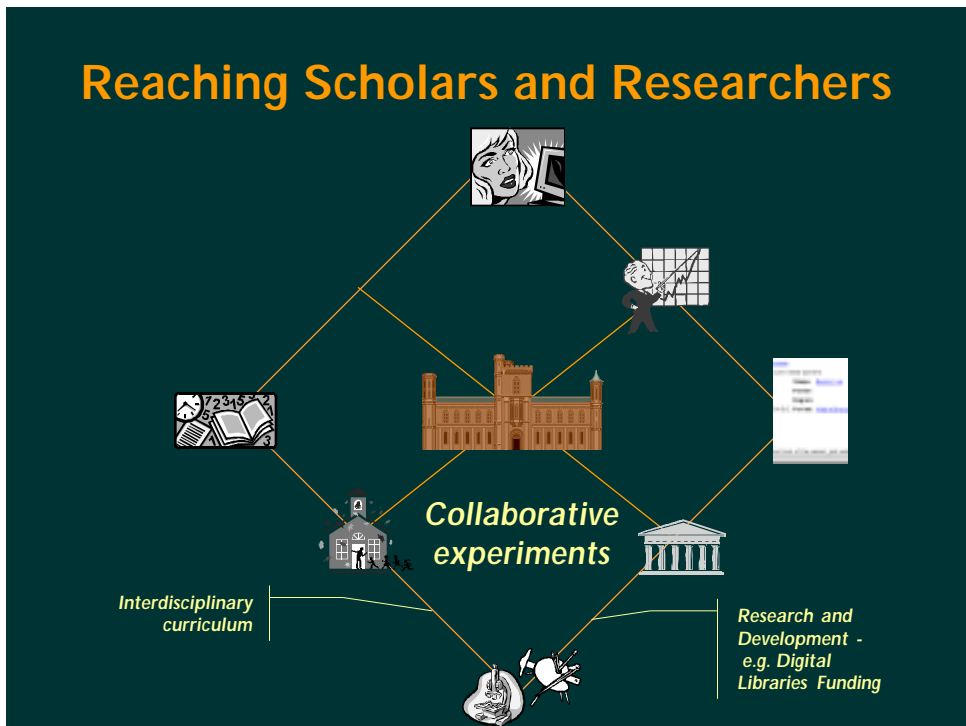 Reaching Scholars and Researchers
Collaborative
experiments
Interdisciplinary
curriculum
Research and
Development -
e.g. Digital
Libraries Funding